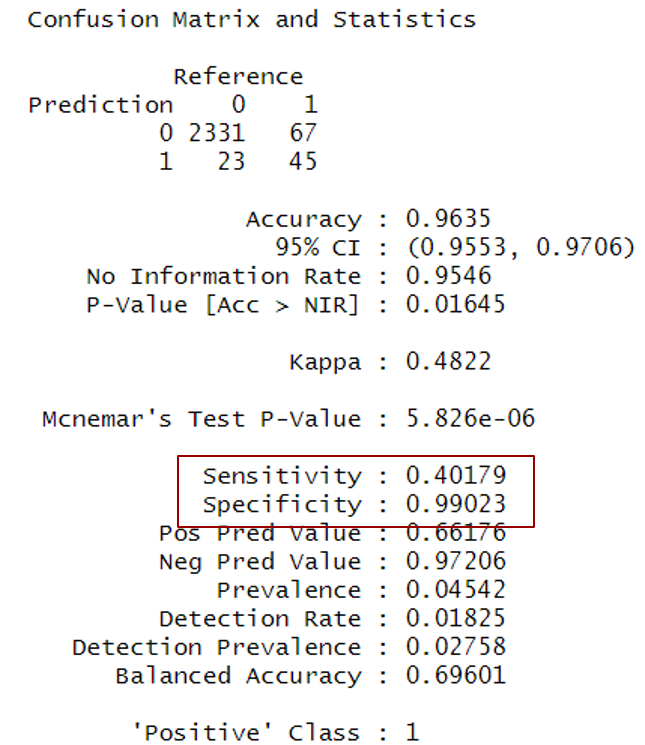 Confusion Matrix and Statistics
Reference
Prediction 0 1
0 2331 67
1 23 45
Accuracy : 0.9635
95% CI : (0.9553, 0.9706)
No Information Rate : 0.9546
P-Value [Acc > NIR] : 0.01645
Kappa : 0.4822
Mcnemar's Test P-Value : 5.826e-06
Sensitivity : 0.40179
Specificity : 0.99023
Pos Pred Value : 0.66176
Neg Pred Value : 0.97206
Prevalence : 0.04542
Detection Rate : 0.01825
Detection Prevalence : 0.02758
Balanced Accuracy : 0.69601
'Positive' Class : 1